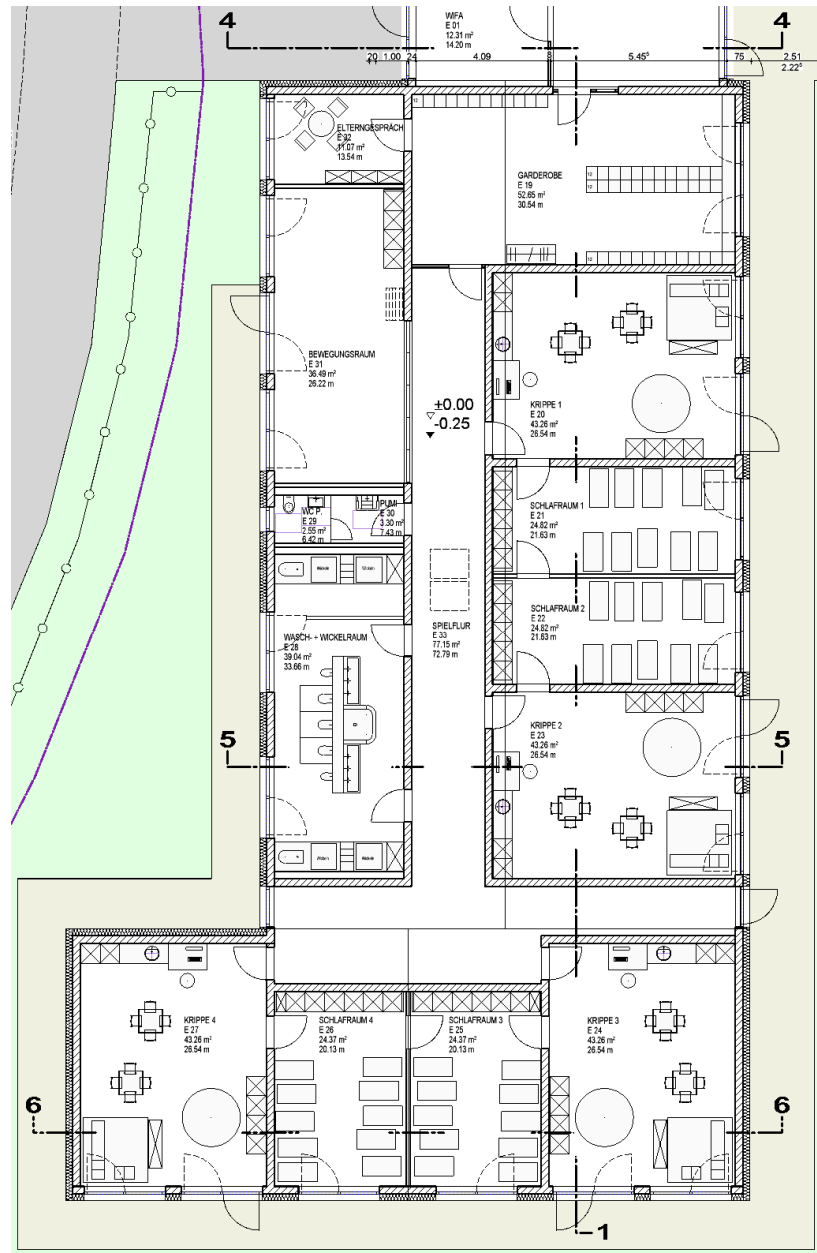 WIFA
E 01
12.31 m²
14.20 m
4
4
20
1.00
24
4.09
5.45⁵
75
2.51
2.22⁵
ELTERNGESPRÄCH
E 32
11.07 m²
13.54 m
10
GARDEROBE
E 19
52.65 m²
30.54 m
10
10
10
BEWEGUNGSRAUM
E 31
36.49 m²
26.22 m
±0.00
-0.25
KRIPPE 1
E 20
43.26 m²
26.54 m
WC P.
E 29
2.55 m²
6.42 m
PUMI
E 30
3.30 m²
7.43 m
SCHLAFRAUM 1
E 21
24.82 m²
21.63 m
SCHLAFRAUM 2
E 22
24.82 m²
21.63 m
WASCH- + WICKELRAUM
E 28
39.04 m²
33.66 m
SPIELFLUR
E 33
77.15 m²
72.79 m
KRIPPE 2
E 23
43.26 m²
26.54 m
5
5
KRIPPE 4
E 27
43.26 m²
26.54 m
SCHLAFRAUM 4
E 26
24.37 m²
20.13 m
SCHLAFRAUM 3
E 25
24.37 m²
20.13 m
KRIPPE 3
E 24
43.26 m²
26.54 m
6
6
1